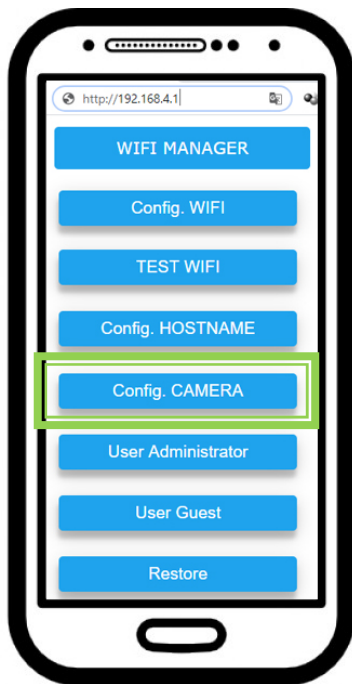 http://192.168.4.1
WIFI MANAGER
Config. WIFI
TEST WIFI
Config. HOSTNAME
Config. CAMERA
User Administrator
User Guest
Restore